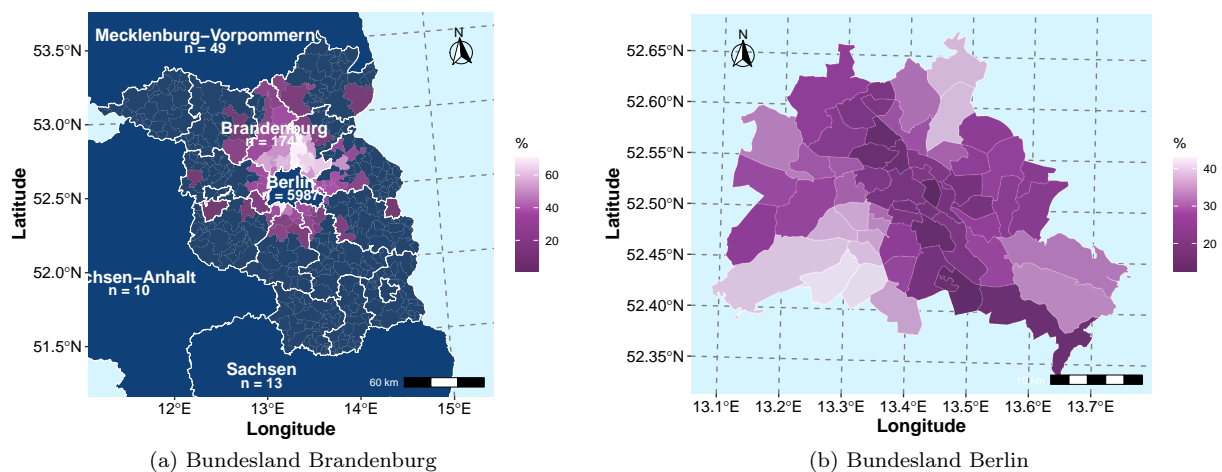 Mecklenburg−Vorpommern
n = 49
N
53.5°N
53.0°N
52.5°N
52.0°N
51.5°N
Latitude
Brandenburg
Berlin
n = 5987
chsen−Anhalt
n = 10
Sachsen
n = 13
60 km
12°E 13°E 14°E 15°E
Longitude
%
60
40
20
(a) Bundesland Brandenburg
N
52.65°N
52.60°N
52.55°N
52.50°N
52.45°N
52.40°N
52.35°N
Latitude
13.1°E 13.2°E 13.3°E 13.4°E 13.5°E 13.6°E 13.7°E
Longitude
%
40
30
20
(b) Bundesland Berlin